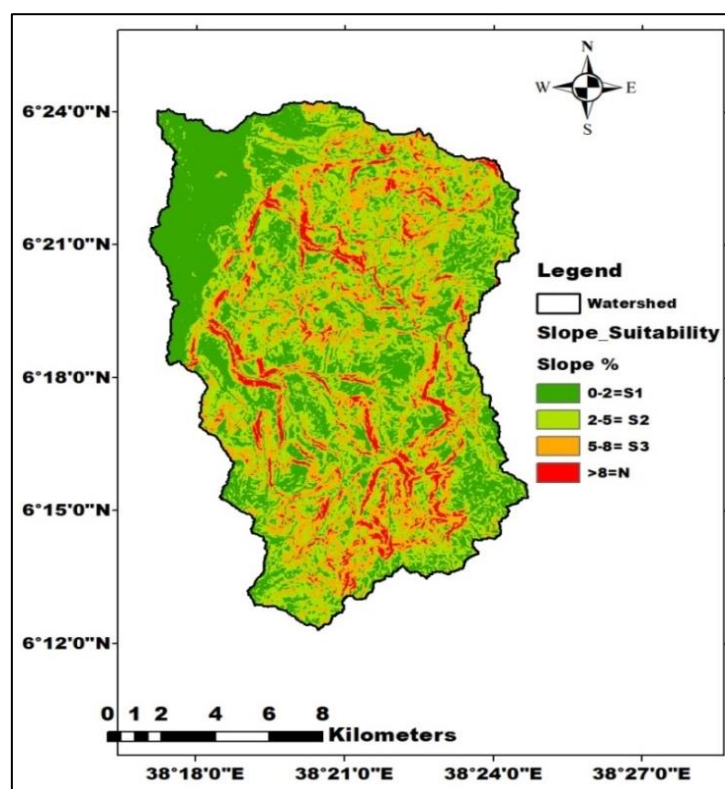 N
W E
S
6°24'0"N
6°21'0"N
6°18'0"N
6°15'0"N
6°12'0"N
Legend
Watershed
Slope_Suitability
Slope %
0-2=S1
2-5= S2
5-8= S3
>8=N
0 1 2 4 6 8
Kilometers
38°18'0"E 38°21'0"E 38°24'0"E 38°27'0"E